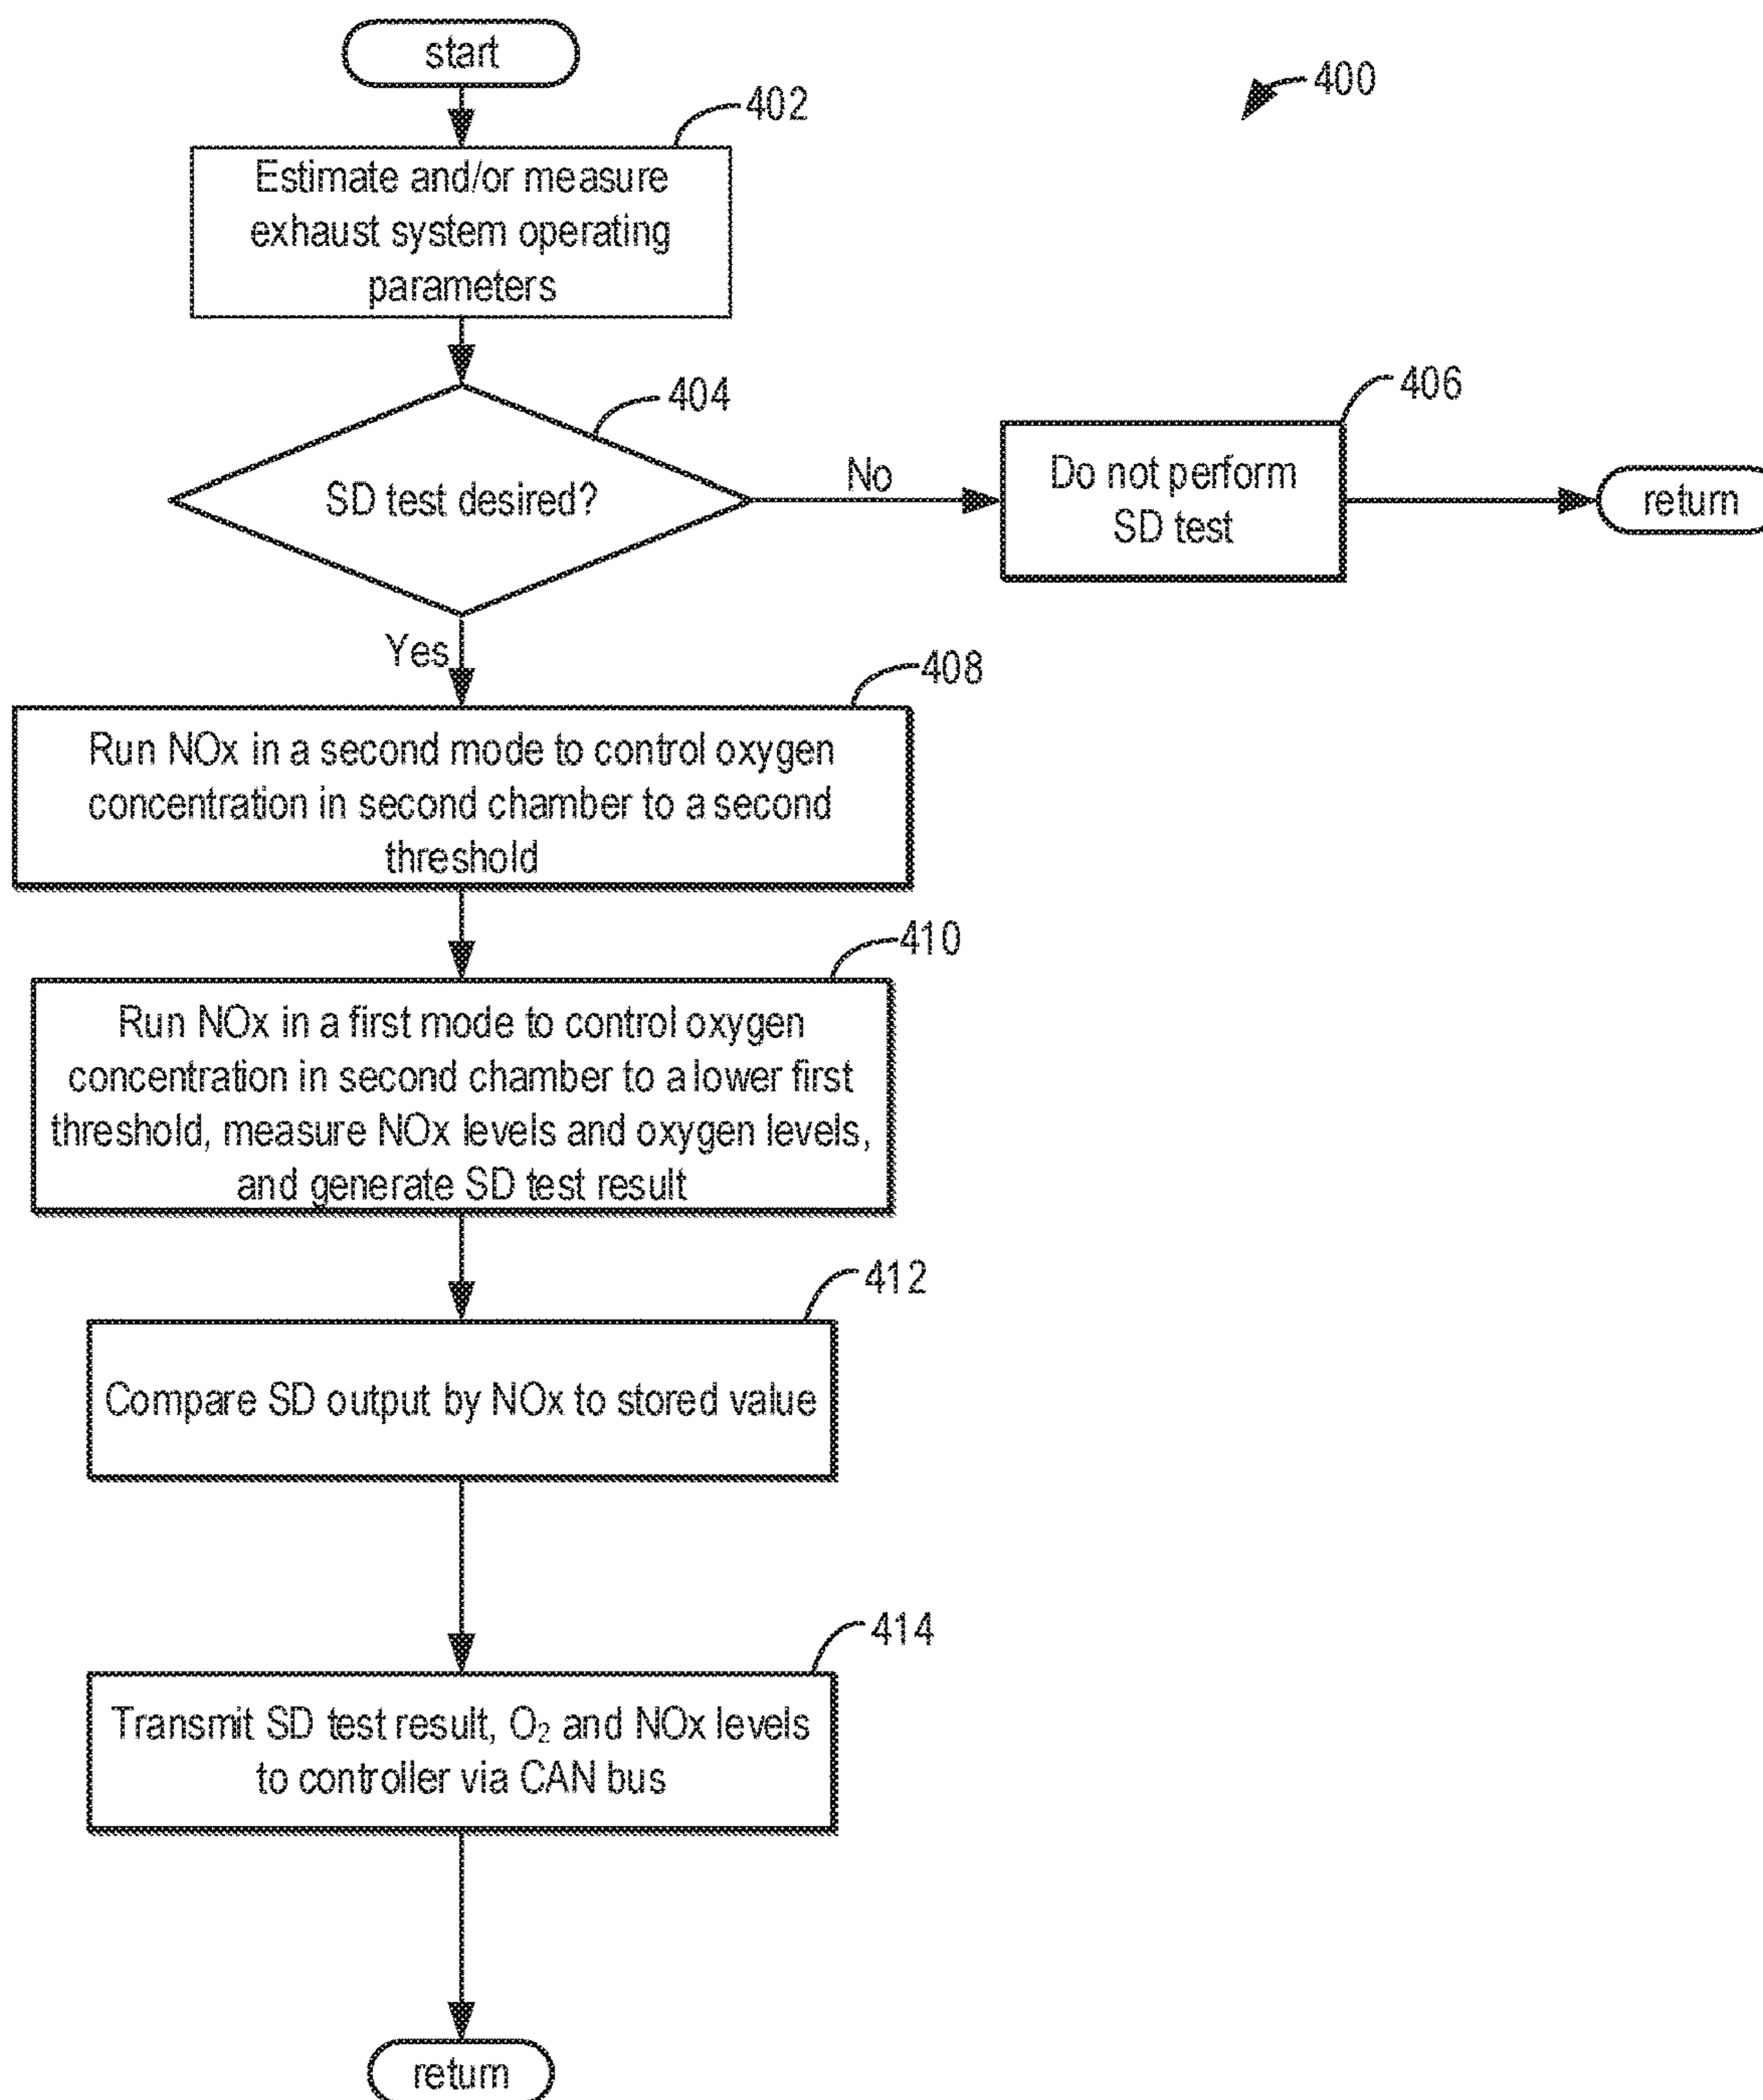 start
400
402
Estimate and/or measure
exhaust system operating
parameters
404
SD test desired?
No
406
Do not perform
SD test
return
Yes
408
Run NOx in a second mode to control oxygen
concentration in second chamber to a second
threshold
410
Run NOx in a first mode to control oxygen
concentration in second chamber to a lower first
threshold, measure NOx levels and oxygen levels,
and generate SD test result
412
Compare SD output by NOx to stored value
414
Transmit SD test result, O₂ and NOx levels
to controller via CAN bus
return